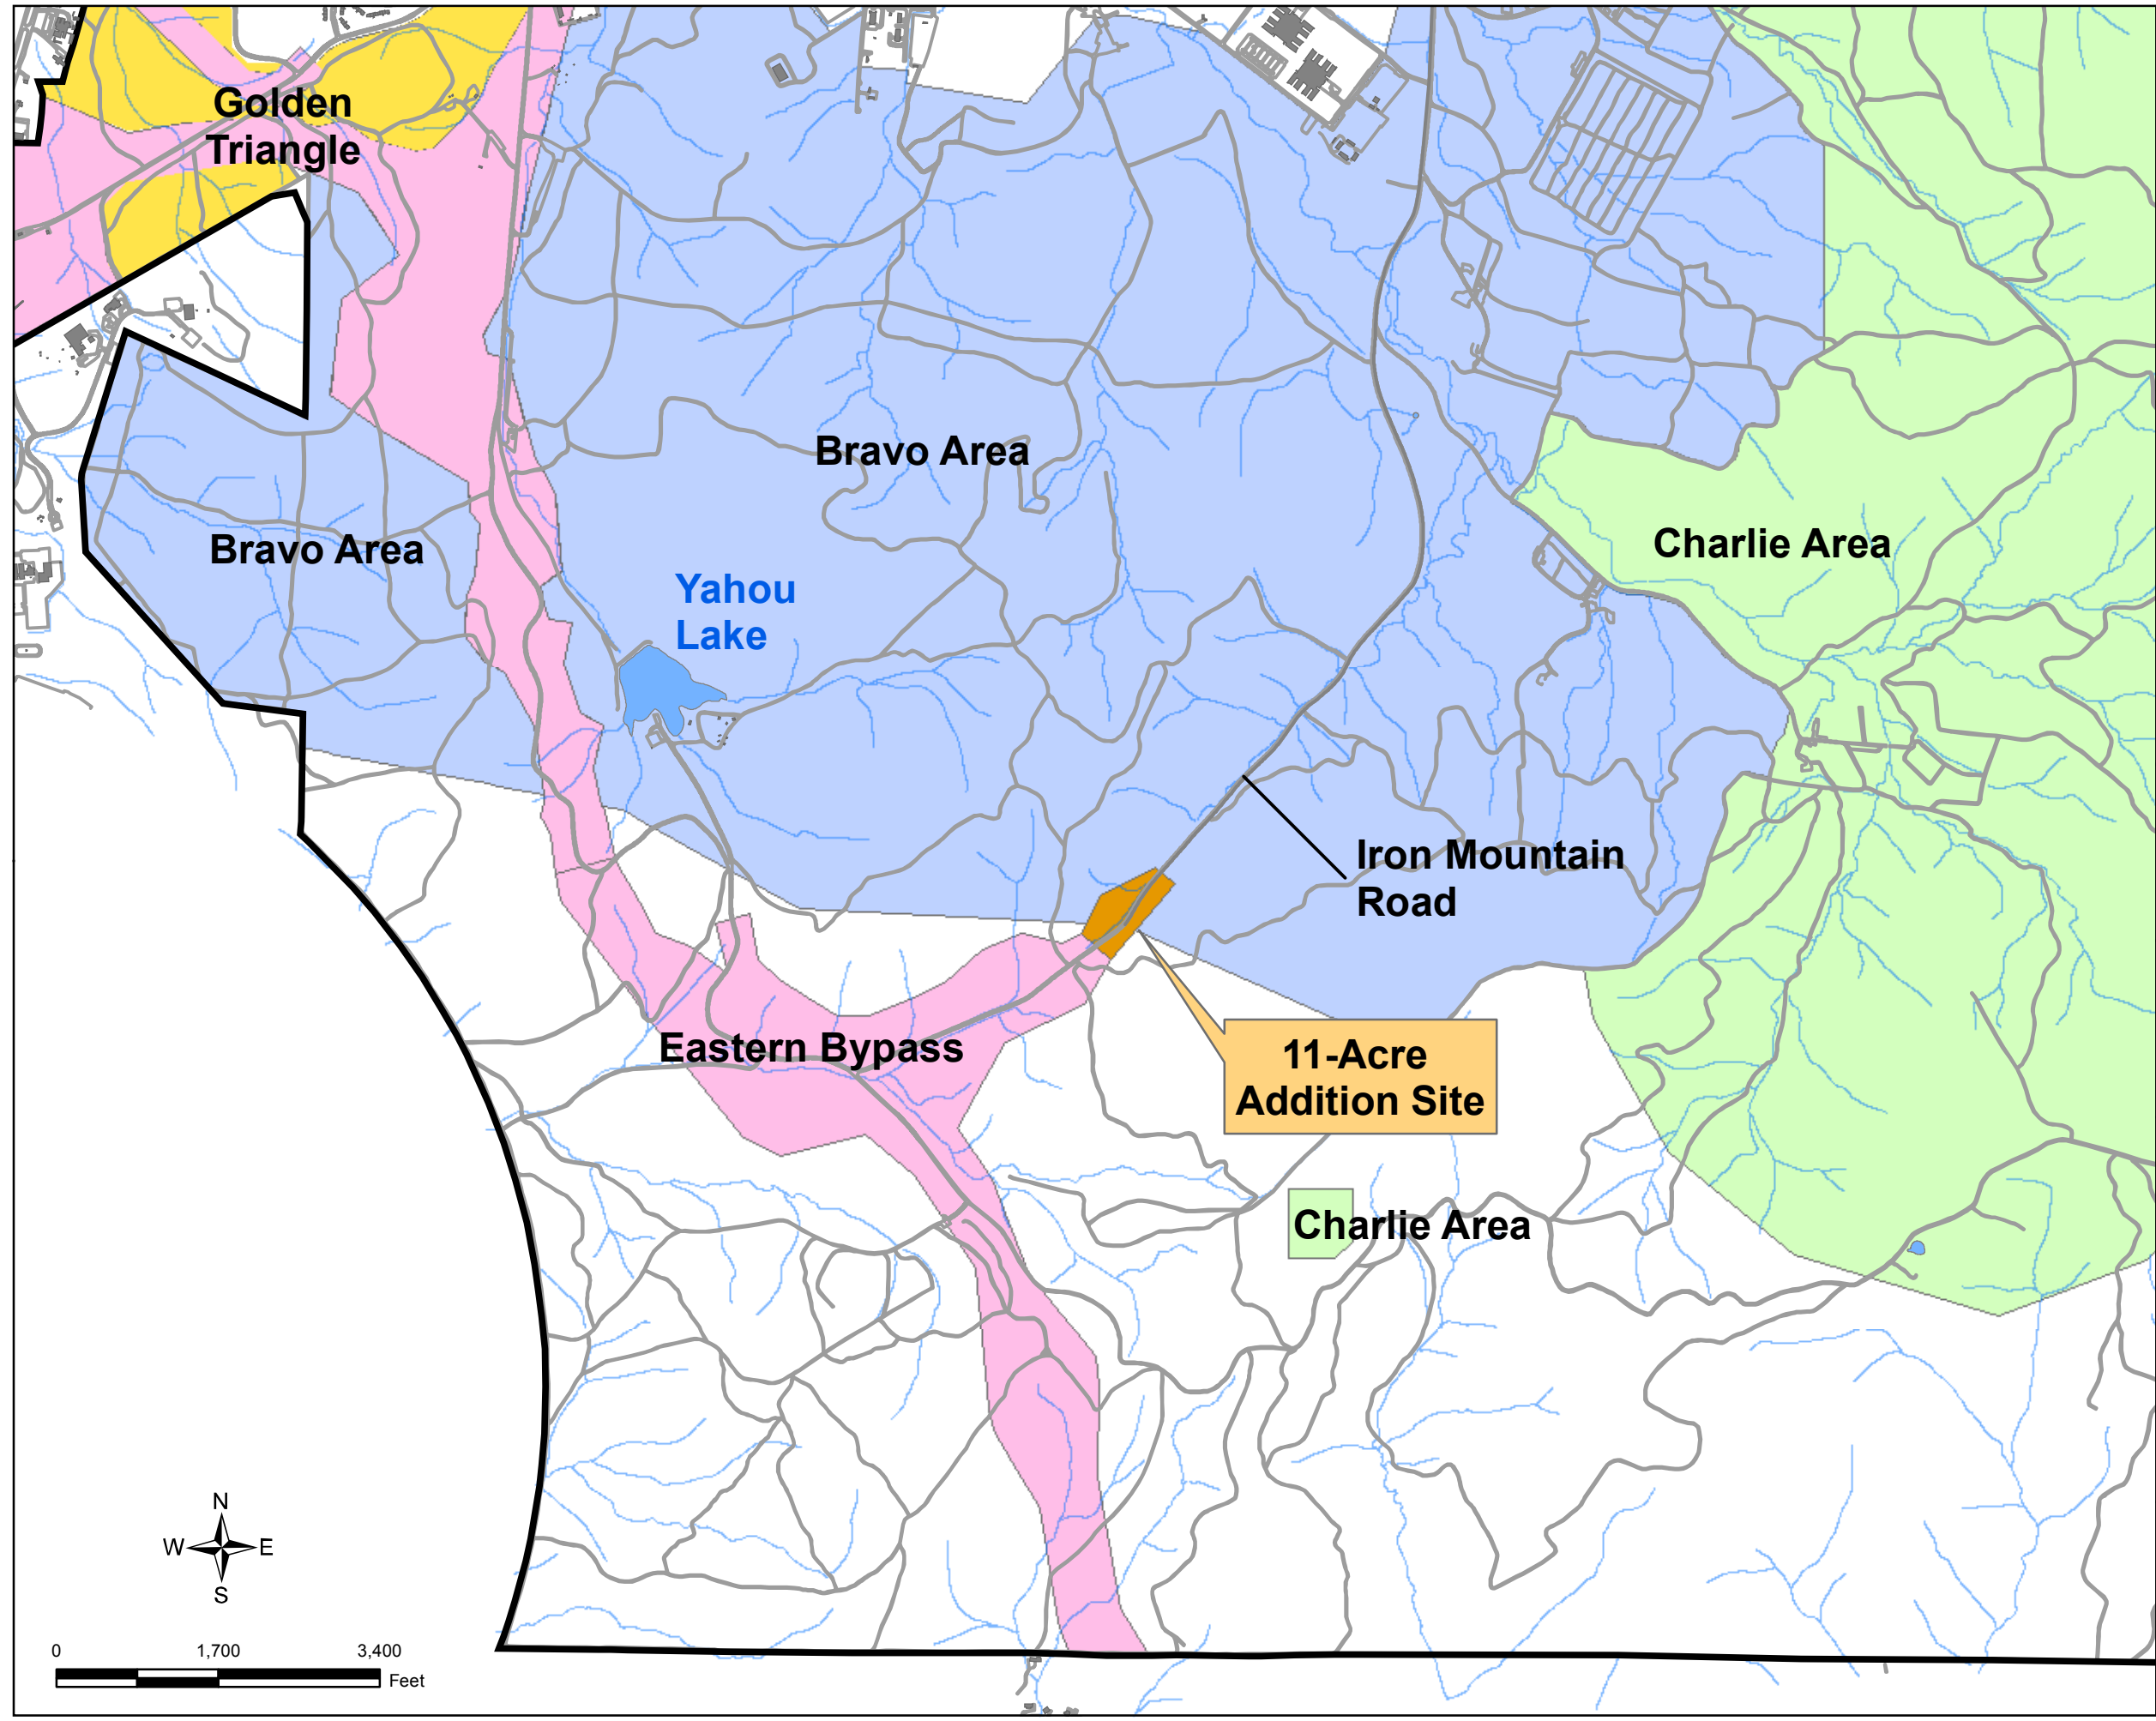 Golden
Triangle
Bravo Area
Bravo Area
Charlie Area
Yahou
Lake
Iron Mountain
Road
Eastern Bypass
11-Acre
Addition Site
Charlie Area
N
W E
S
0 1,700 3,400
Feet